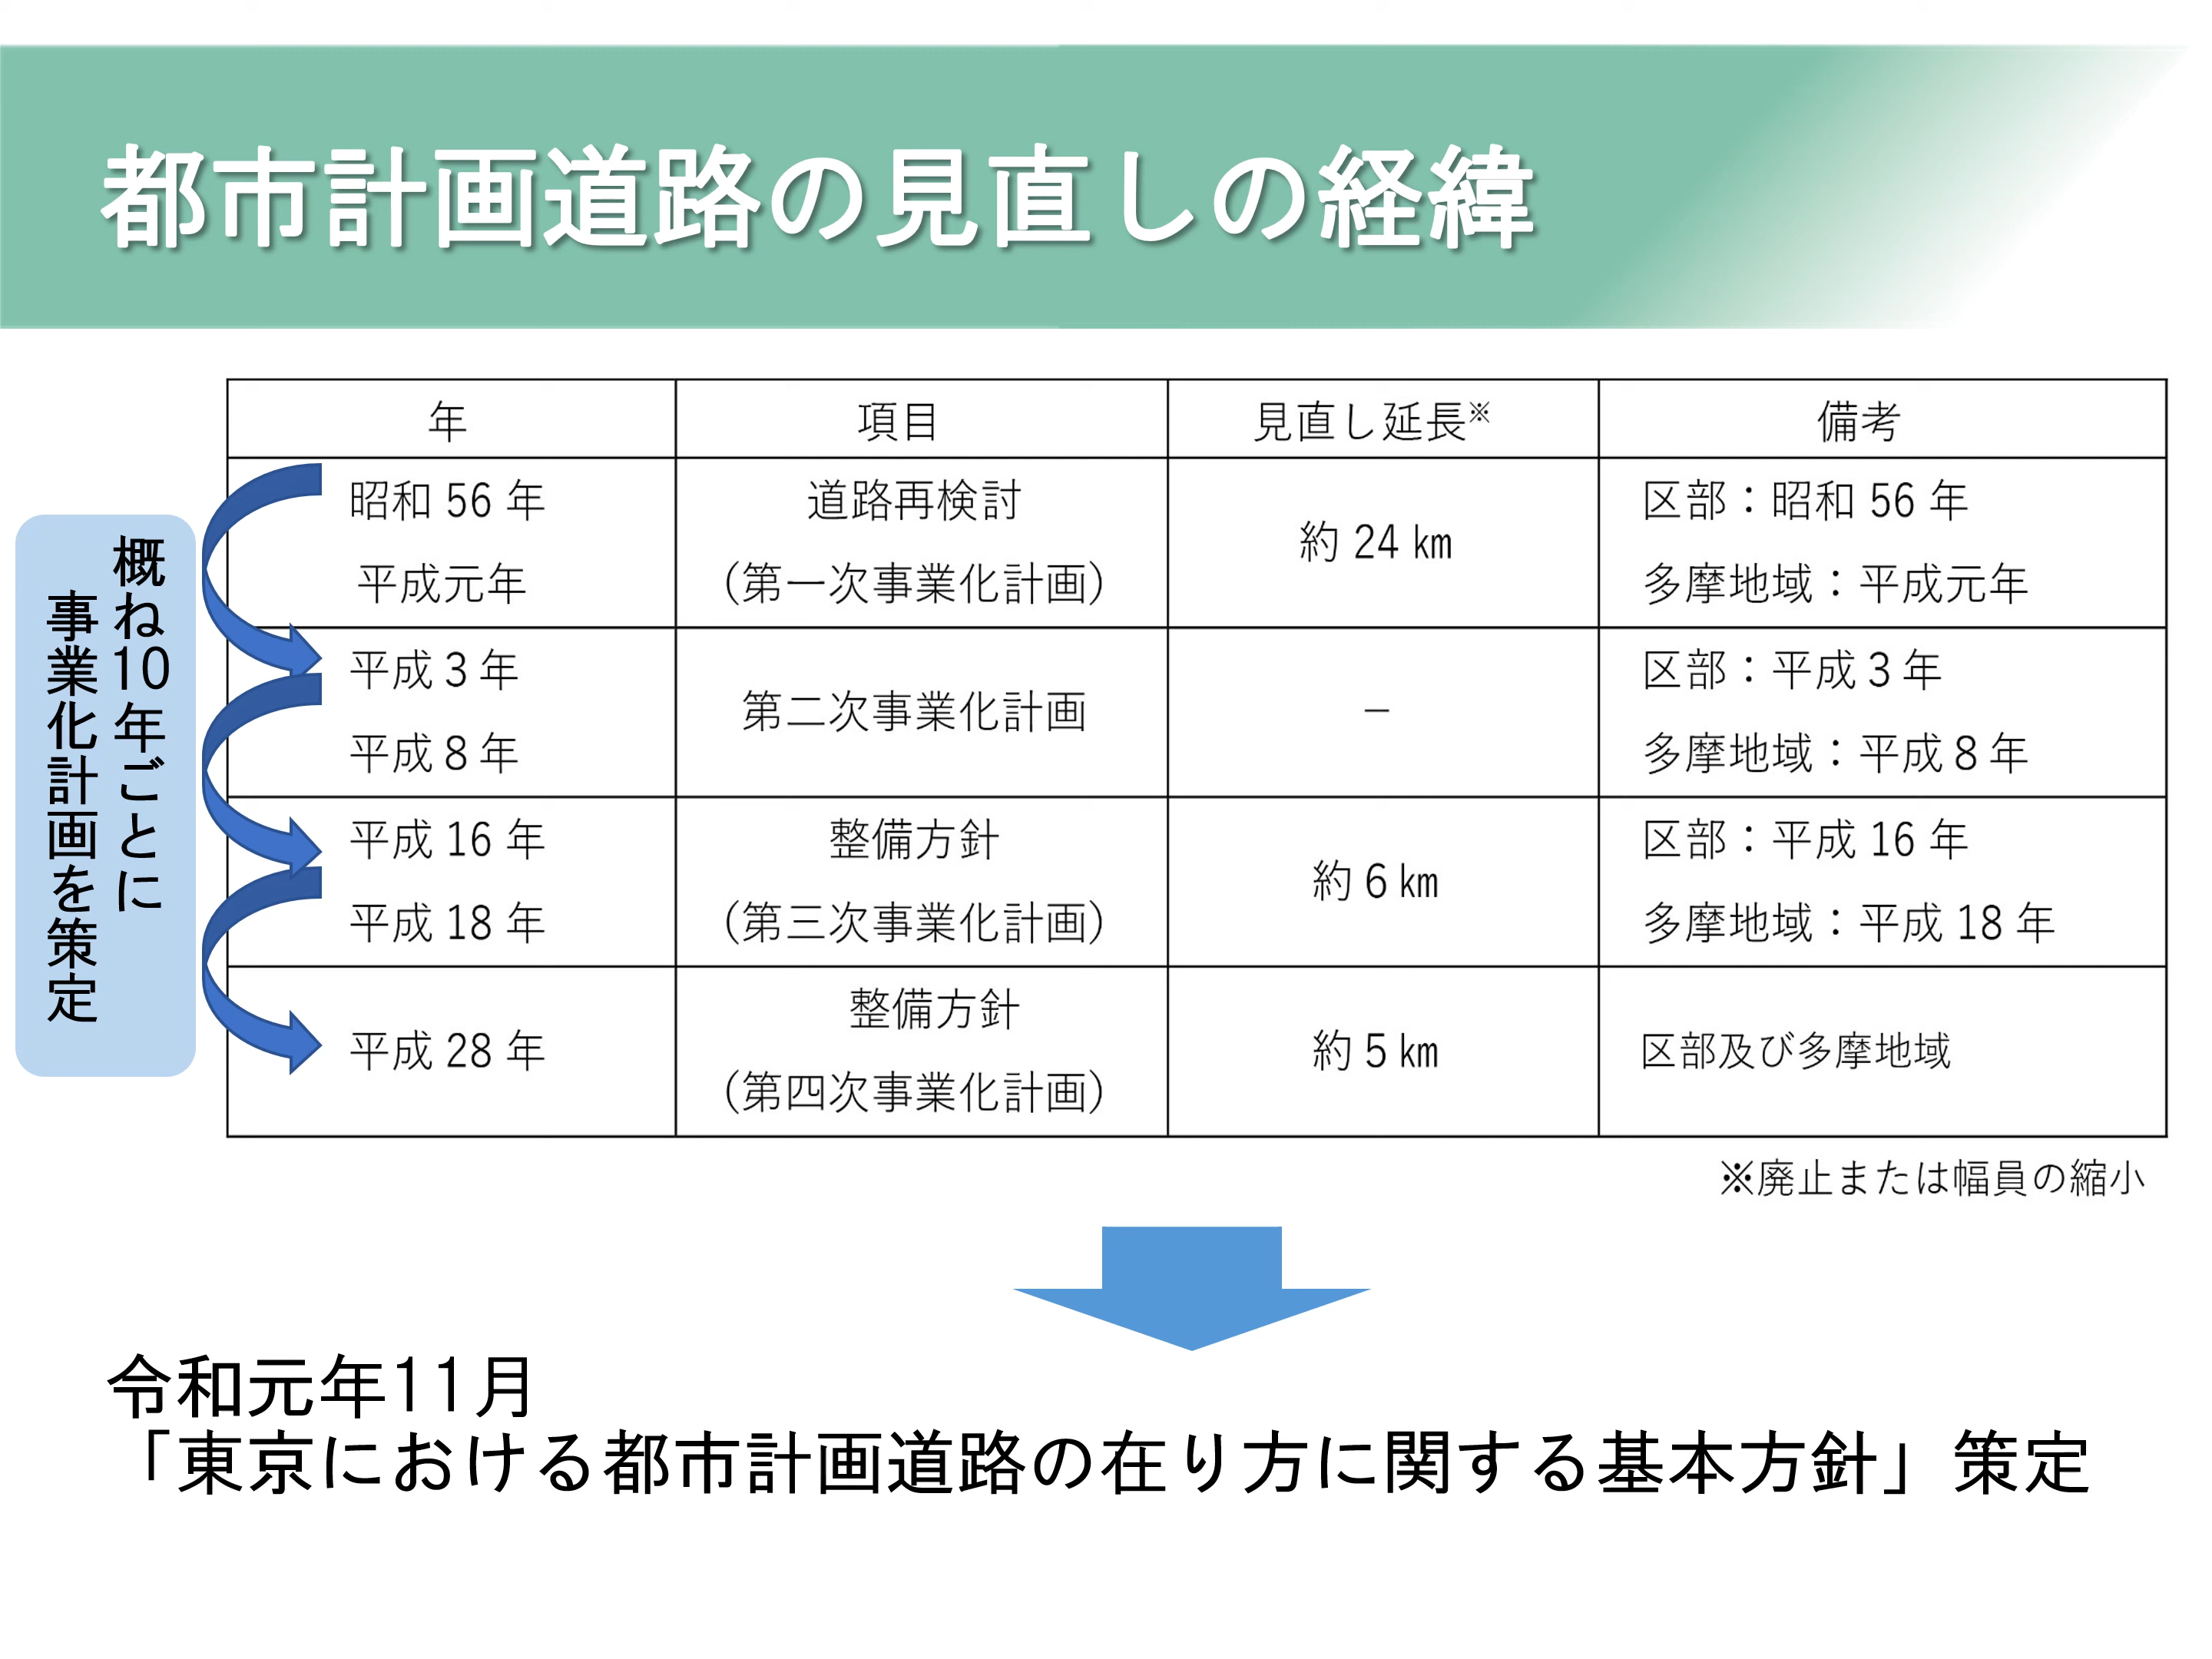 都市計画道路の見直しの経緯
概ね10年ごとに
事業化計画を策定
年 項目 見直し延長※ 備考
昭和 56 年
平成元年
道路再検討
(第一次事業化計画)
約 24 ㎞
区部：昭和 56 年
多摩地域：平成元年
平成 3 年
平成 8 年
第二次事業化計画
－
区部：平成 3 年
多摩地域：平成 8 年
平成 16 年
平成 18 年
整備方針
(第三次事業化計画)
約 6 ㎞
区部：平成 16 年
多摩地域：平成 18 年
平成 28 年
整備方針
(第四次事業化計画)
約 5 ㎞
区部及び多摩地域
※廃止または幅員の縮小
令和元年11月
「東京における都市計画道路の在り方に関する基本方針」策定